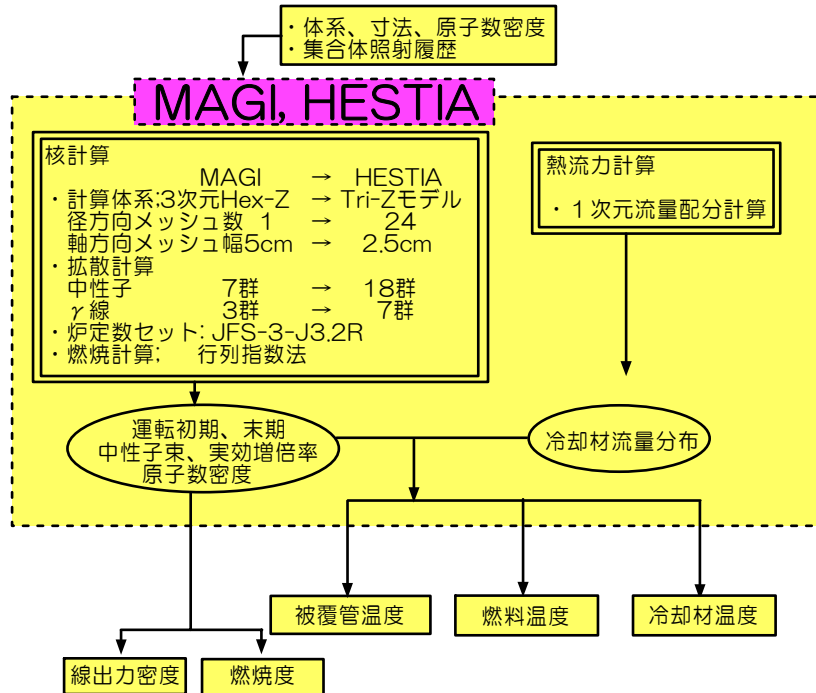 ・体系、寸法、原子数密度
・集合体照射履歴
MAGI, HESTIA
核計算
MAGI → HESTIA
・計算体系;3次元Hex-Z → Tri-Zモデル
径方向メッシュ数 1 → 24
軸方向メッシュ幅5cm → 2.5cm
・拡散計算
中性子 7群 → 18群
γ線 3群 → 7群
・炉定数セット: JFS-3-J3.2R
・燃焼計算; 行列指数法
熱流力計算
・1次元流量配分計算
運転初期、末期
中性子束、実効増倍率
原子数密度
冷却材流量分布
被覆管温度
燃料温度
冷却材温度
線出力密度
燃焼度